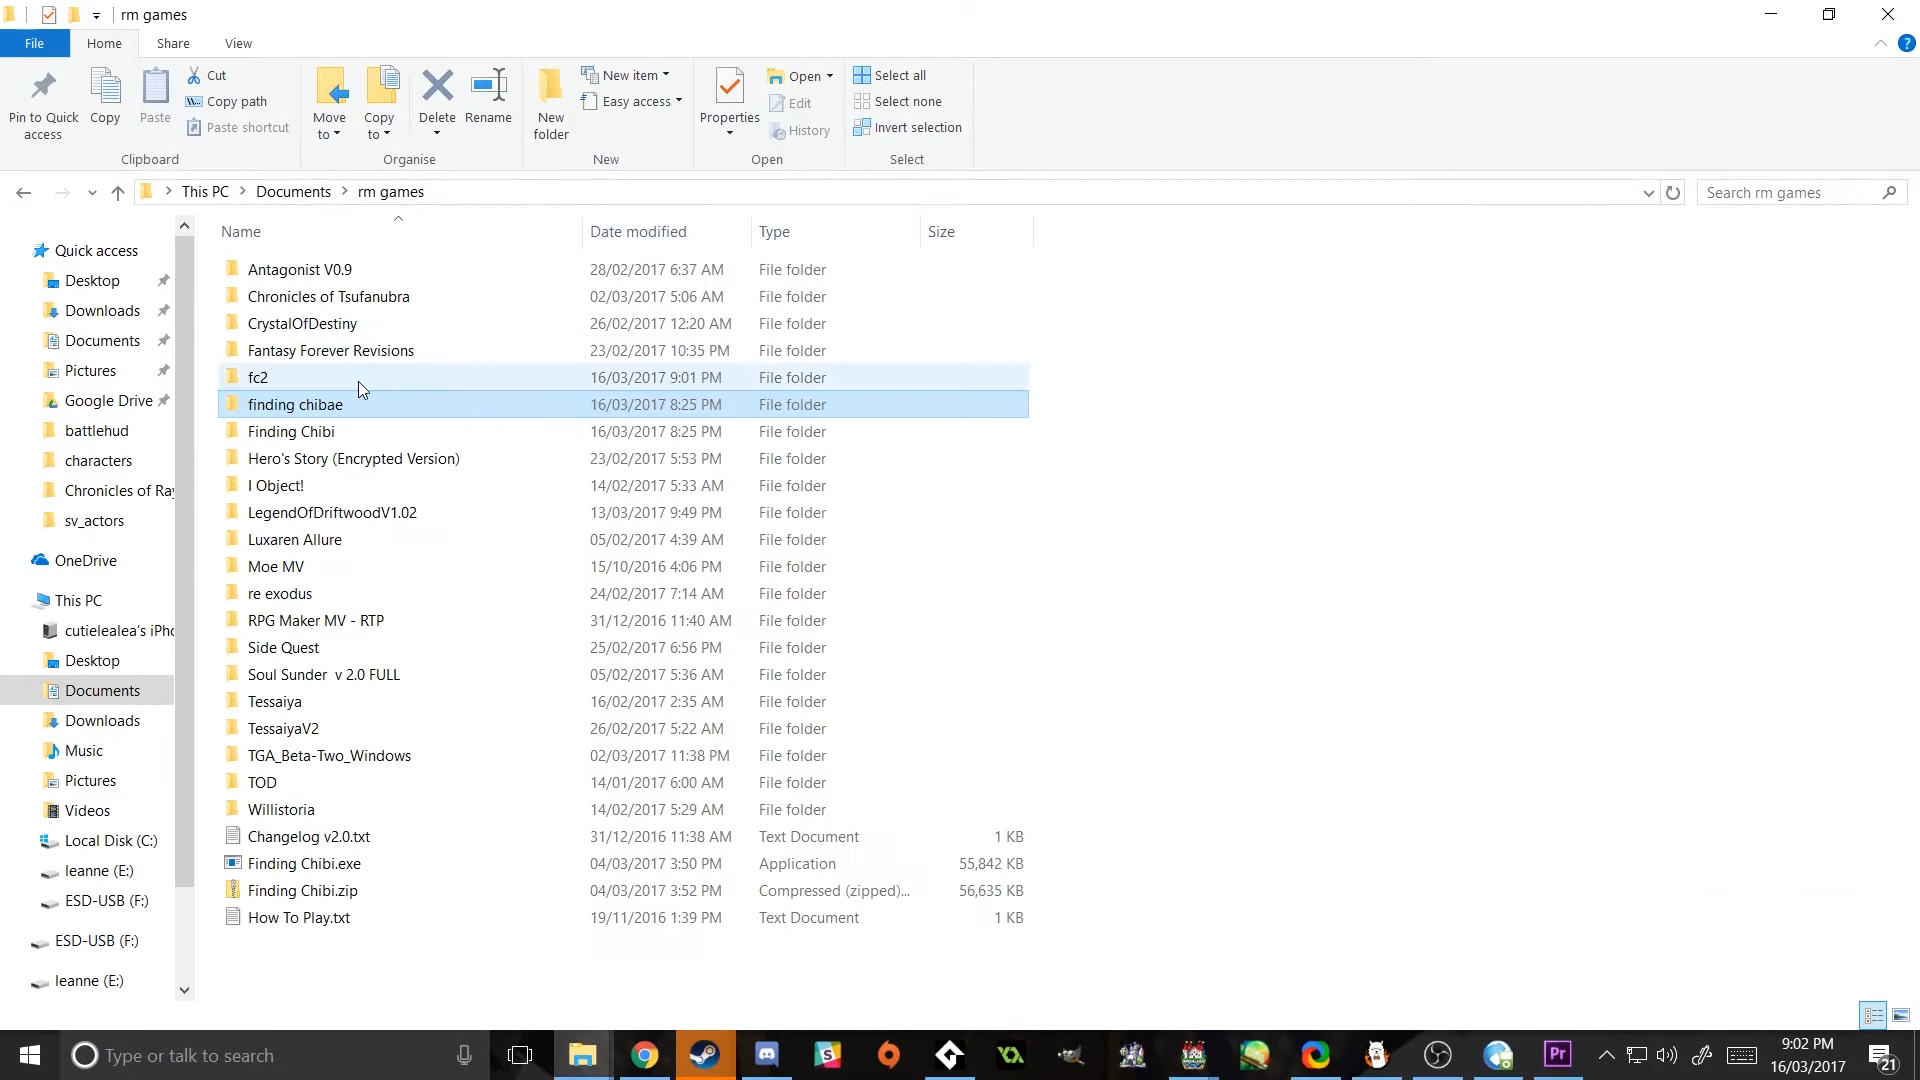 rm games
File Home Share View
Pin to Quick access
Copy
Paste
Cut
Copy path
Paste shortcut
Clipboard
Move to
Copy to
Delete
Rename
Organise
New folder
New item
Easy access
New
Properties
Open
Edit
History
Open
Select all
Select none
Invert selection
Select
This PC > Documents > rm games
Search rm games
Quick access
Desktop
Downloads
Documents
Pictures
Google Drive
battlehud
characters
Chronicles of Ray
sv_actors
OneDrive
This PC
cutielealea's iPho
Desktop
Documents
Downloads
Music
Pictures
Videos
Local Disk (C:)
leanne (E:)
ESD-USB (F:)
ESD-USB (F:)
leanne (E:)
Name Date modified Type Size
Antagonist V0.9 28/02/2017 6:37 AM File folder
Chronicles of Tsufanubra 02/03/2017 5:06 AM File folder
CrystalOfDestiny 26/02/2017 12:20 AM File folder
Fantasy Forever Revisions 23/02/2017 10:35 PM File folder
fc2 16/03/2017 9:01 PM File folder
finding chibae 16/03/2017 8:25 PM File folder
Finding Chibi 16/03/2017 8:25 PM File folder
Hero's Story (Encrypted Version) 23/02/2017 5:53 PM File folder
I Object! 14/02/2017 5:33 AM File folder
LegendOfDriftwoodV1.02 13/03/2017 9:49 PM File folder
Luxaren Allure 05/02/2017 4:39 AM File folder
Moe MV 15/10/2016 4:06 PM File folder
re exodus 24/02/2017 7:14 AM File folder
RPG Maker MV - RTP 31/12/2016 11:40 AM File folder
Side Quest 25/02/2017 6:56 PM File folder
Soul Sunder v 2.0 FULL 05/02/2017 5:36 AM File folder
Tessaiya 16/02/2017 2:35 AM File folder
TessaiyaV2 26/02/2017 5:22 AM File folder
TGA_Beta-Two_Windows 02/03/2017 11:38 PM File folder
TOD 14/01/2017 6:00 AM File folder
Willistoria 14/02/2017 5:29 AM File folder
Changelog v2.0.txt 31/12/2016 11:38 AM Text Document 1 KB
Finding Chibi.exe 04/03/2017 3:50 PM Application 55,842 KB
Finding Chibi.zip 04/03/2017 3:52 PM Compressed (zipped)... 56,635 KB
How To Play.txt 19/11/2016 1:39 PM Text Document 1 KB
Type or talk to search
Pr
9:02 PM
16/03/2017
21